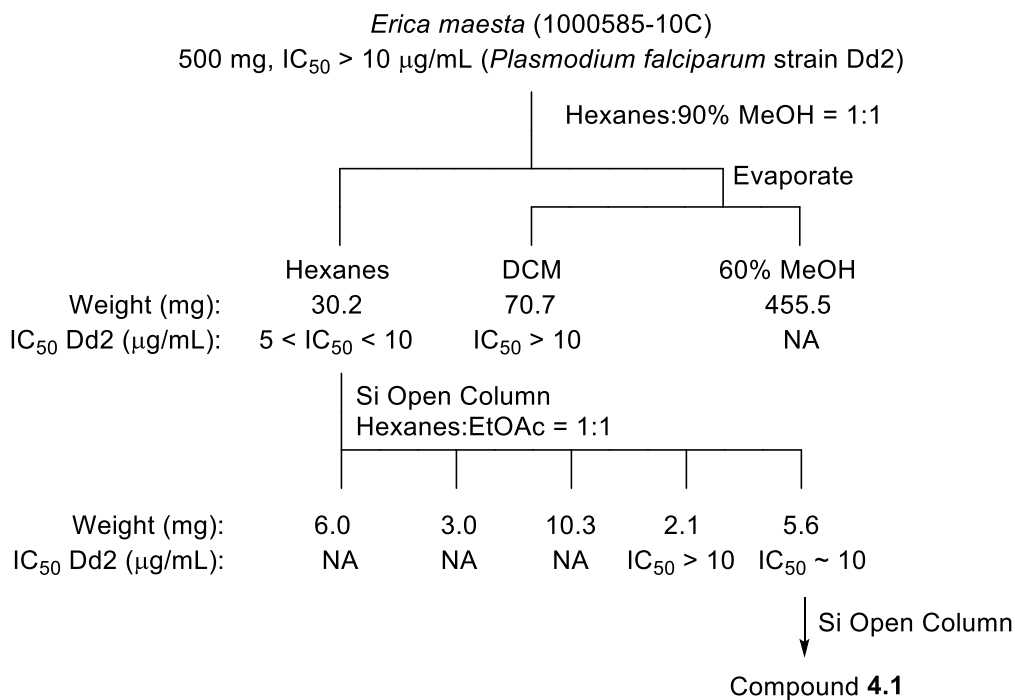 Erica maesta (1000585-10C)
500 mg, IC50 > 10 μg/mL (Plasmodium falciparum strain Dd2)
Hexanes:90% MeOH = 1:1
Evaporate
Hexanes DCM 60% MeOH
Weight (mg): 30.2 70.7 455.5
IC50 Dd2 (μg/mL): 5 < IC50 < 10 IC50 > 10 NA
Si Open Column
Hexanes:EtOAc = 1:1
Weight (mg): 6.0 3.0 10.3 2.1 5.6
IC50 Dd2 (μg/mL): NA NA NA IC50 > 10 IC50 ~ 10
Si Open Column
Compound 4.1